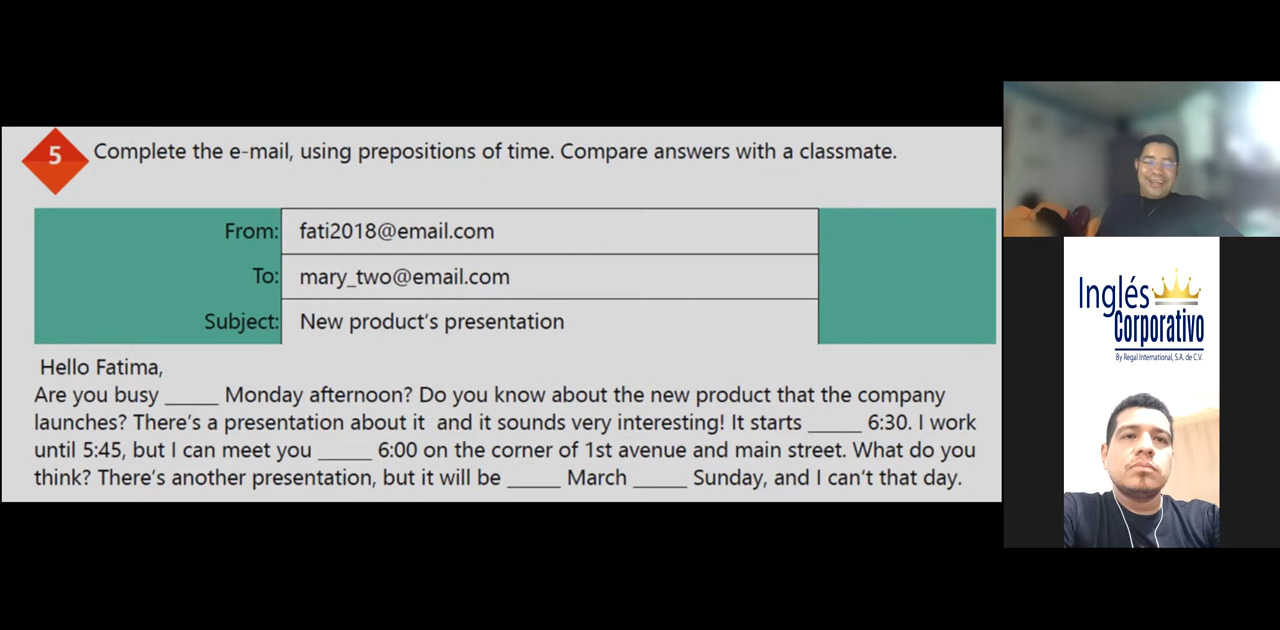 5
Complete the e-mail, using prepositions of time. Compare answers with a classmate.
From: fati2018@email.com
To: mary_two@email.com
Subject: New product's presentation
Hello Fatima,
Are you busy _____ Monday afternoon? Do you know about the new product that the company
launches? There's a presentation about it and it sounds very interesting! It starts _____ 6:30. I work
until 5:45, but I can meet you _____ 6:00 on the corner of 1st avenue and main street. What do you
think? There's another presentation, but it will be _____ March _____ Sunday, and I can't that day.
Inglés
Corporativo
By Regal International, S.A. de C.V.